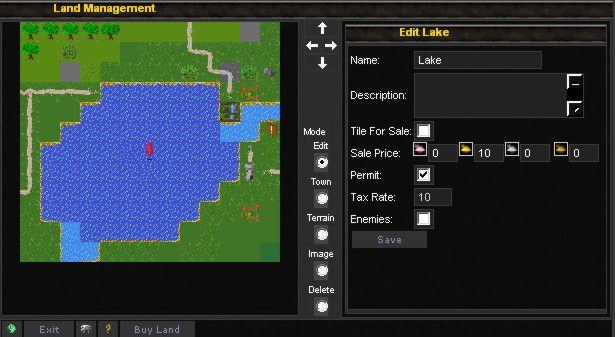 Land Management
Edit Lake
Name: Lake
Description:
Mode
Edit
Town
Terrain
Image
Delete
Tile For Sale:
Sale Price: 0 10 0 0
Permit:
Tax Rate: 10
Enemies:
Save
Exit ? Buy Land